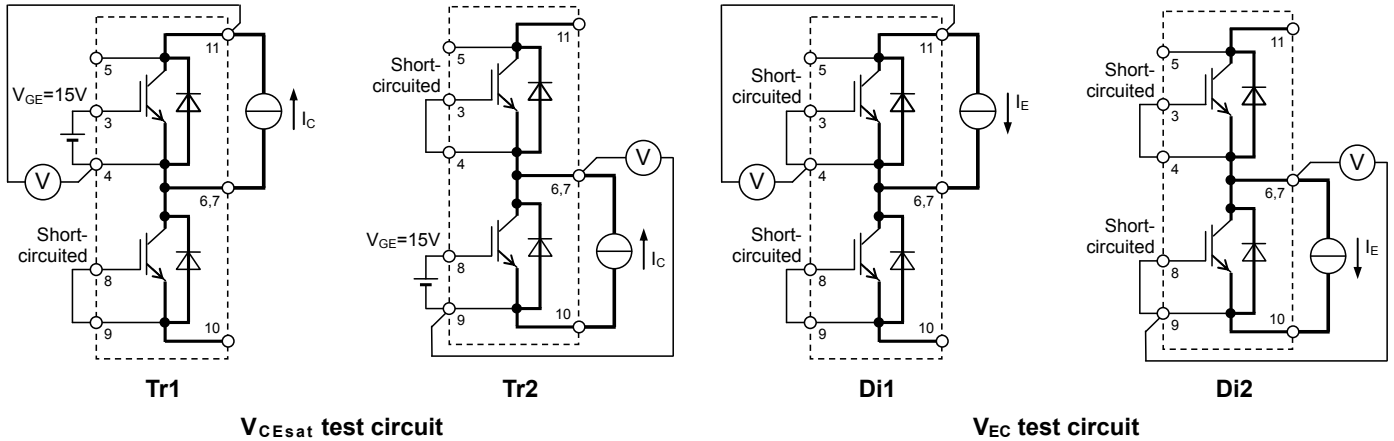 11
5
V_GE=15V
3
I_C
V
4
6,7
Short-
circuited
8
9
10
Tr1
11
5
Short-
circuited
3
4
V
6,7
V_GE=15V
8
I_C
9
10
Tr2
V_CEsat test circuit
11
5
Short-
circuited
3
I_E
V
4
6,7
Short-
circuited
8
9
10
Di1
11
5
Short-
circuited
3
4
V
6,7
Short-
circuited
8
I_E
9
10
Di2
V_EC test circuit